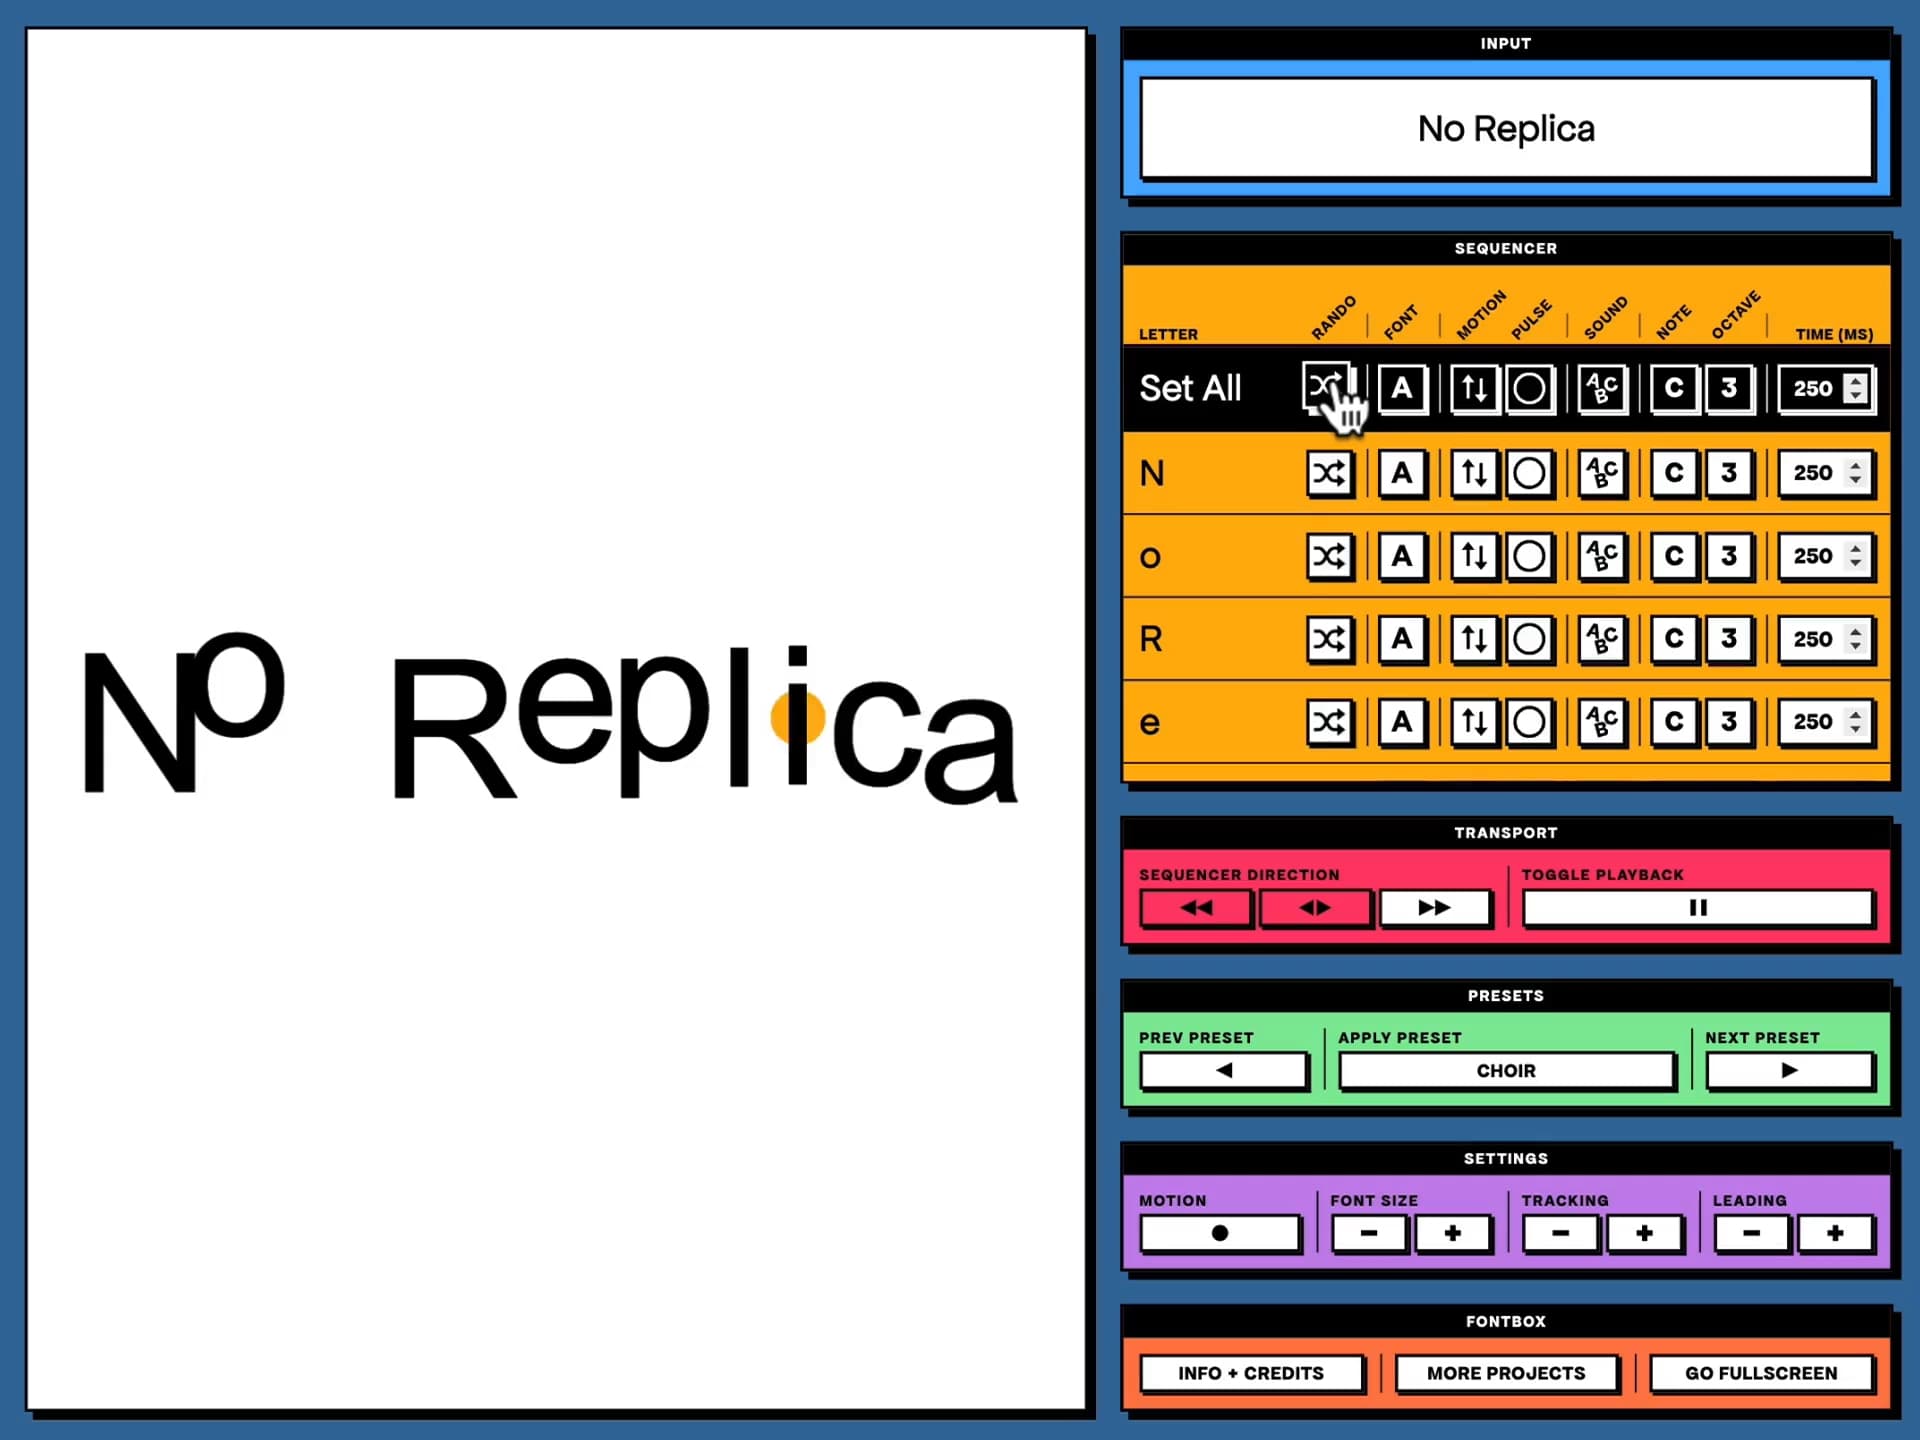 No Replica
INPUT
No Replica
SEQUENCER
LETTER RANDO FONT MOTION PULSE SOUND NOTE OCTAVE TIME (MS)
Set All A ABC C 3 250
N A ABC C 3 250
o A ABC C 3 250
R A ABC C 3 250
e A ABC C 3 250
TRANSPORT
SEQUENCER DIRECTION TOGGLE PLAYBACK
PRESETS
PREV PRESET APPLY PRESET NEXT PRESET
CHOIR
SETTINGS
MOTION FONT SIZE TRACKING LEADING
− + − + − +
FONTBOX
INFO + CREDITS MORE PROJECTS GO FULLSCREEN